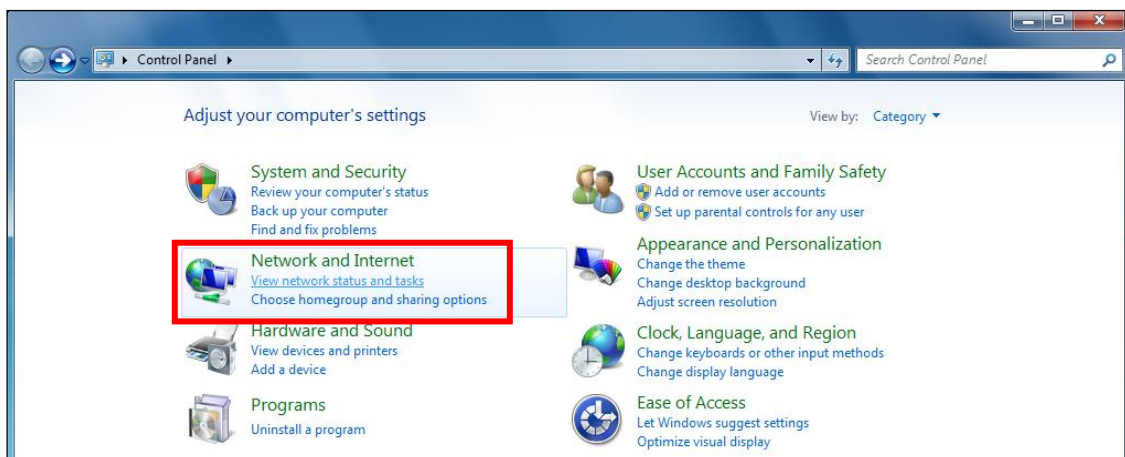 Control Panel
Search Control Panel
Adjust your computer's settings
View by: Category
System and Security
Review your computer's status
Back up your computer
Find and fix problems
Network and Internet
View network status and tasks
Choose homegroup and sharing options
Hardware and Sound
View devices and printers
Add a device
Programs
Uninstall a program
User Accounts and Family Safety
Add or remove user accounts
Set up parental controls for any user
Appearance and Personalization
Change the theme
Change desktop background
Adjust screen resolution
Clock, Language, and Region
Change keyboards or other input methods
Change display language
Ease of Access
Let Windows suggest settings
Optimize visual display